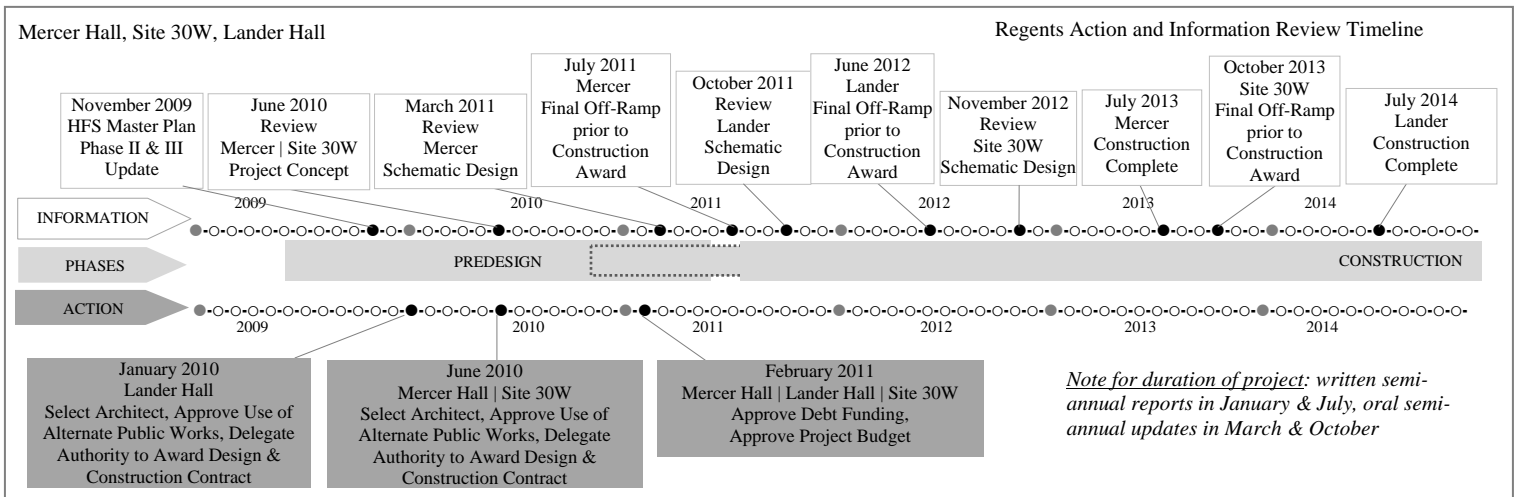 Mercer Hall, Site 30W, Lander Hall
Regents Action and Information Review Timeline
November 2009
HFS Master Plan
Phase II & III
Update
June 2010
Review
Mercer | Site 30W
Project Concept
March 2011
Review
Mercer
Schematic Design
July 2011
Mercer
Final Off-Ramp
prior to
Construction
Award
October 2011
Review
Lander
Schematic
Design
June 2012
Lander
Final Off-Ramp
prior to
Construction
Award
November 2012
Review
Site 30W
Schematic Design
July 2013
Mercer
Construction
Complete
October 2013
Site 30W
Final Off-Ramp
prior to
Construction
Award
July 2014
Lander
Construction
Complete
INFORMATION
2009
2010
2011
2012
2013
2014
PHASES
PREDESIGN
CONSTRUCTION
ACTION
2009
2010
2011
2012
2013
2014
January 2010
Lander Hall
Select Architect, Approve Use of
Alternate Public Works, Delegate
Authority to Award Design &
Construction Contract
June 2010
Mercer Hall | Site 30W
Select Architect, Approve Use of
Alternate Public Works, Delegate
Authority to Award Design &
Construction Contract
February 2011
Mercer Hall | Lander Hall | Site 30W
Approve Debt Funding,
Approve Project Budget
Note for duration of project: written semi-
annual reports in January & July, oral semi-
annual updates in March & October